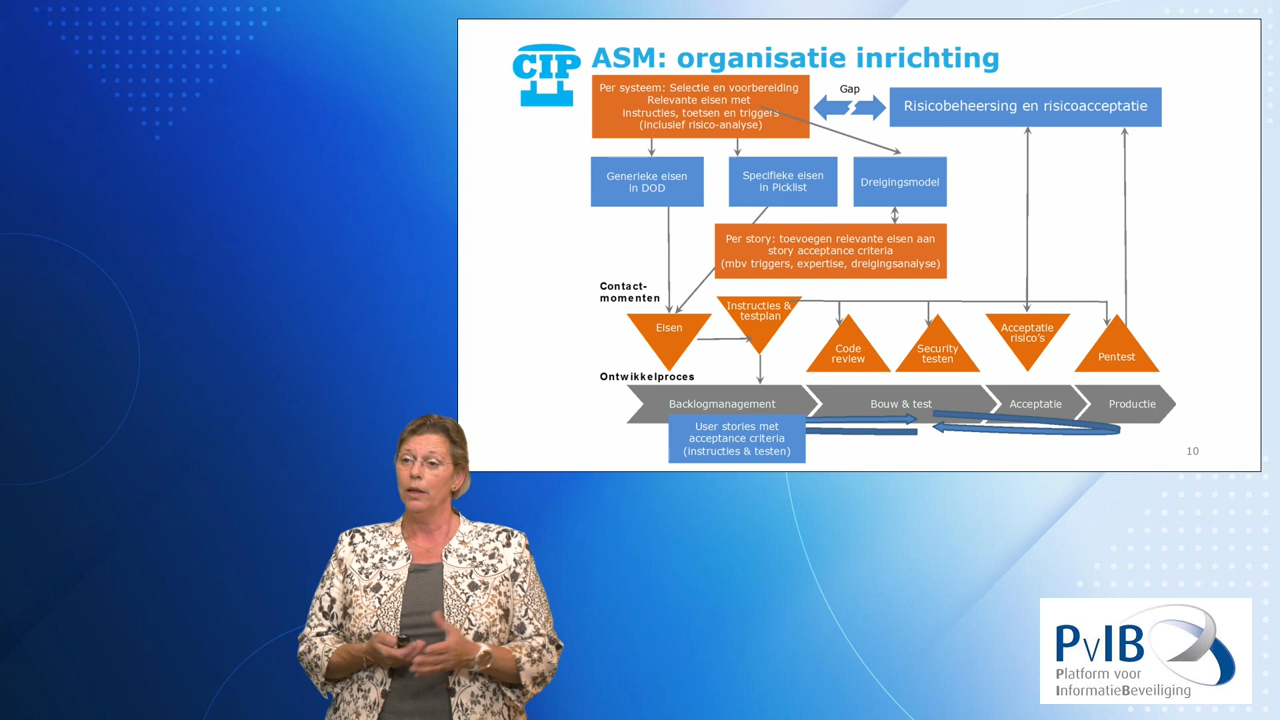 CIP
ASM: organisatie inrichting
Per systeem: Selectie en voorbereiding
Relevante eisen met
instructies, toetsen en triggers
(inclusief risico-analyse)
Gap
Risicobeheersing en risicoacceptatie
Generieke eisen
in DOD
Specifieke eisen
in Picklist
Dreigingsmodel
Per story: toevoegen relevante eisen aan
story acceptance criteria
(mbv triggers, expertise, dreigingsanalyse)
Contact-
momenten
Eisen
Instructies &
testplan
Code
review
Security
testen
Acceptatie
risico's
Pentest
Ontwikkelproces
Backlogmanagement
Bouw & test
Acceptatie
Productie
User stories met
acceptance criteria
(instructies & testen)
10
PvIB
Platform voor
InformatieBeveiliging